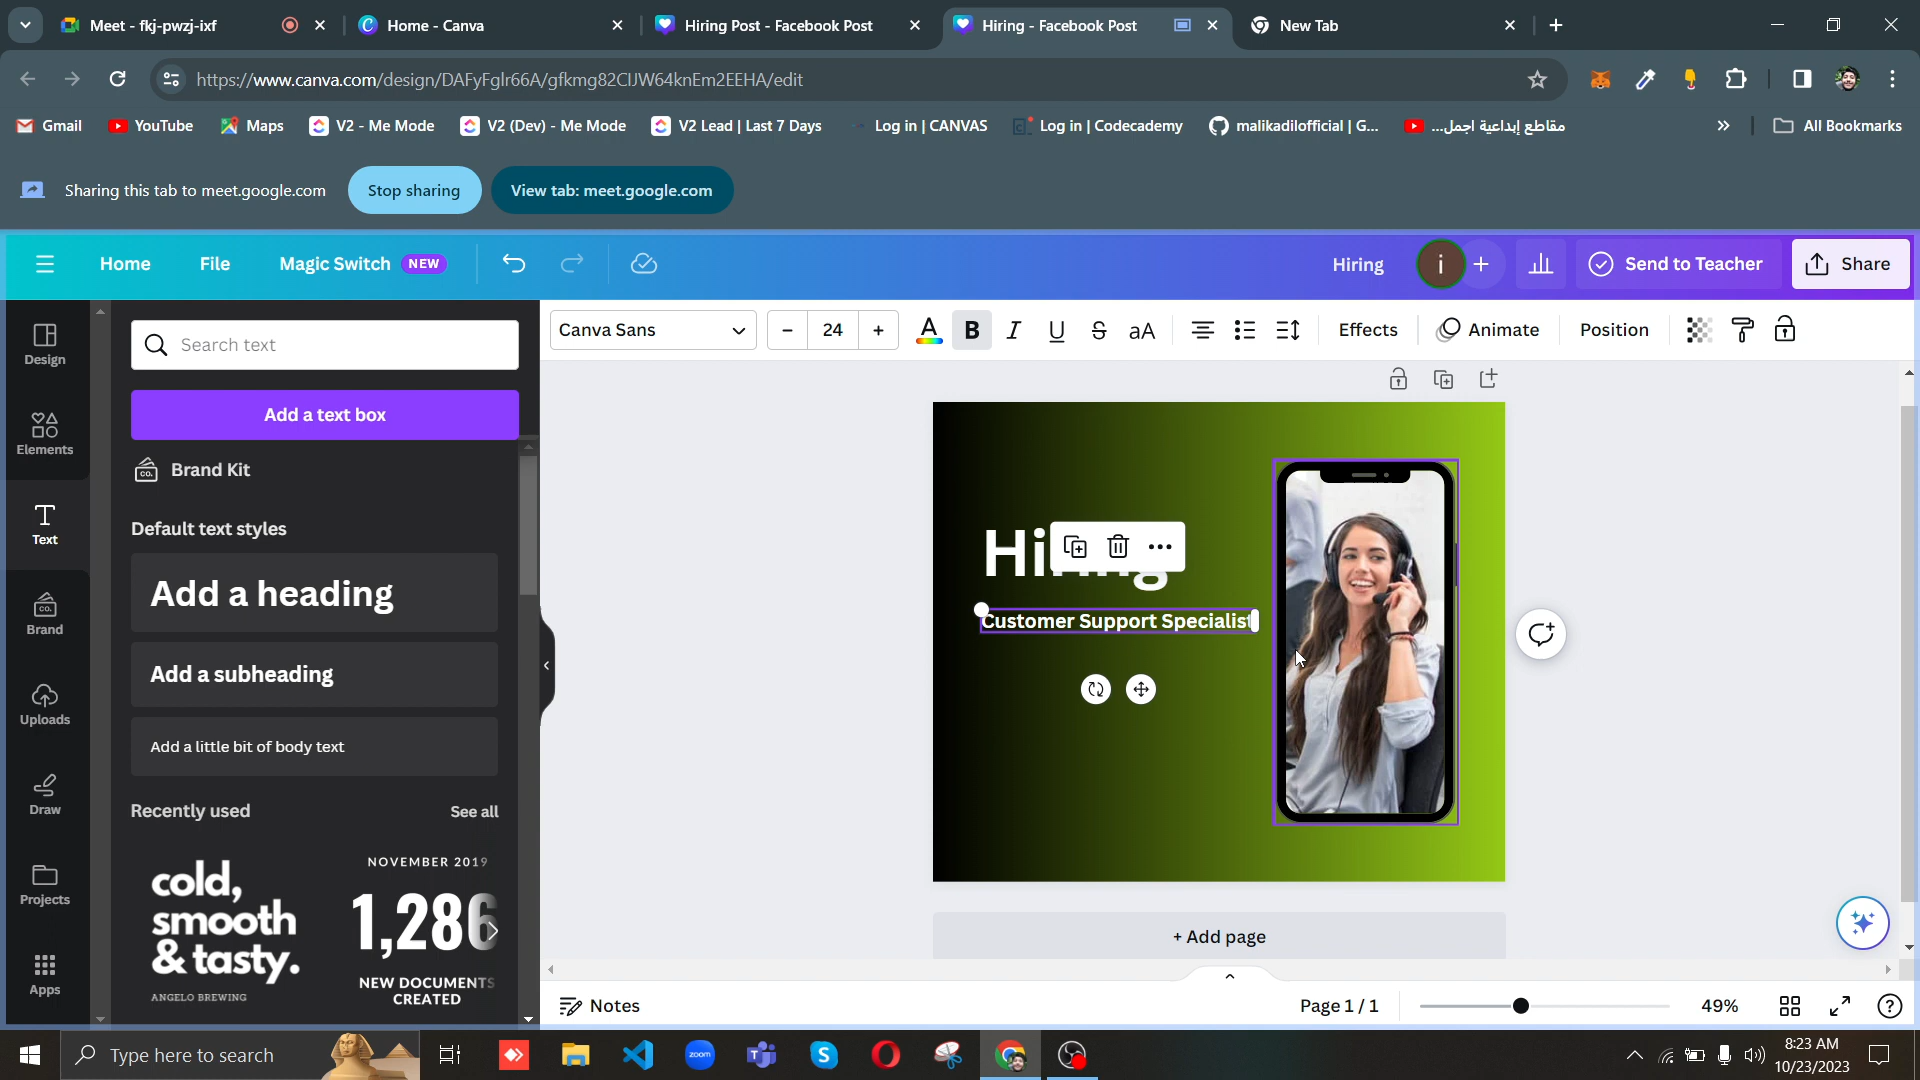 Meet - fkj-pwzj-ixf
Home - Canva
Hiring Post - Facebook Post
Hiring - Facebook Post
New Tab
https://www.canva.com/design/DAFyFglr66A/gfkmg82ClJW64knEm2EEHA/edit
Gmail
YouTube
Maps
V2 - Me Mode
V2 (Dev) - Me Mode
V2 Lead | Last 7 Days
Log in | CANVAS
Log in | Codecademy
malikadilofficial | G...
مقاطع إبداعية اجمل...
All Bookmarks
Sharing this tab to meet.google.com
Stop sharing
View tab: meet.google.com
Home
File
Magic Switch NEW
Hiring
i
Send to Teacher
Share
Canva Sans
24
A
B
I
U
S
aA
Effects
Animate
Position
Design
Elements
Text
Brand
Uploads
Draw
Projects
Apps
Search text
Add a text box
Brand Kit
Default text styles
Add a heading
Add a subheading
Add a little bit of body text
Recently used
See all
cold,
smooth
& tasty.
ANGELO BREWING
NOVEMBER 2019
1,286
NEW DOCUMENTS
CREATED
Hiring
Customer Support Specialist
+ Add page
Notes
Page 1 / 1
49%
Type here to search
zoom
8:23 AM
10/23/2023